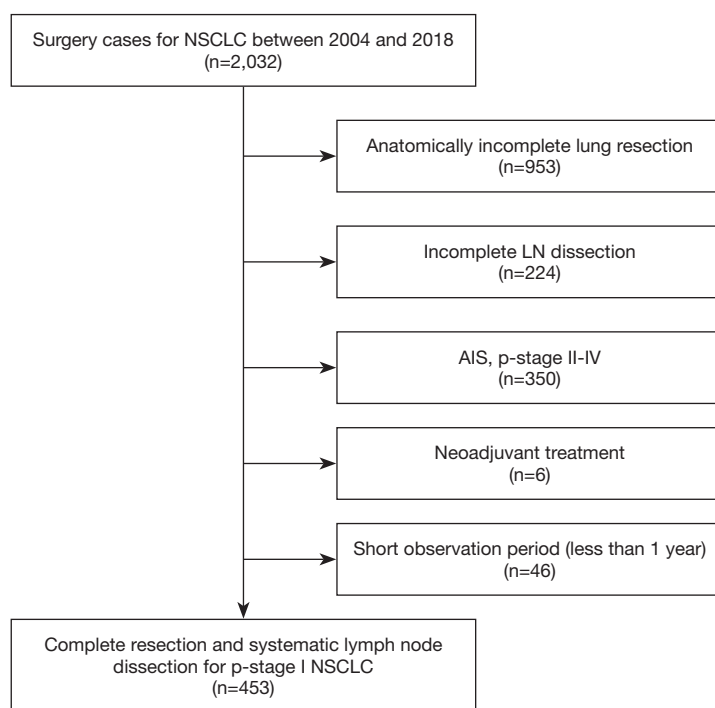 Surgery cases for NSCLC between 2004 and 2018
(n=2,032)
Anatomically incomplete lung resection
(n=953)
Incomplete LN dissection
(n=224)
AIS, p-stage II-IV
(n=350)
Neoadjuvant treatment
(n=6)
Short observation period (less than 1 year)
(n=46)
Complete resection and systematic lymph node
dissection for p-stage I NSCLC
(n=453)